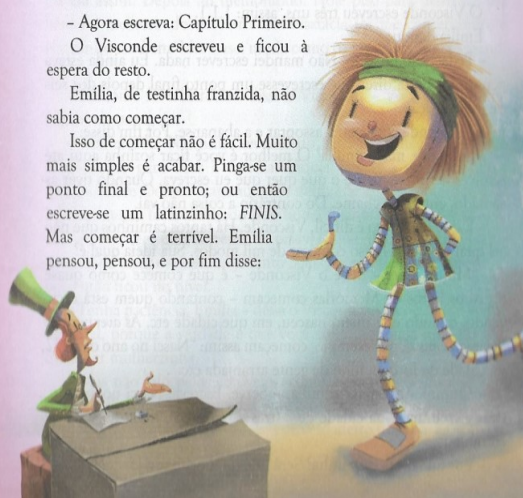 – Agora escreva: Capítulo Primeiro.
O Visconde escreveu e ficou à
espera do resto.
Emília, de testinha franzida, não
sabia como começar.
Isso de começar não é fácil. Muito
mais simples é acabar. Pinga-se um
ponto final e pronto; ou então
escreve-se um latinzinho: FINIS.
Mas começar é terrível. Emília
pensou, pensou, e por fim disse: